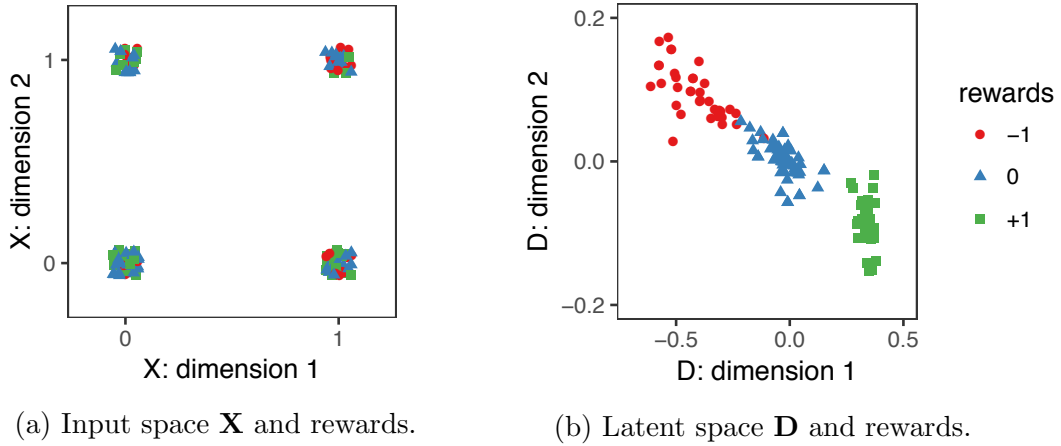 1
0
X: dimension 2
0
1
X: dimension 1
(a) Input space X and rewards.
0.2
0.0
−0.2
D: dimension 2
−0.5
0.0
0.5
D: dimension 1
(b) Latent space D and rewards.
rewards
−1
0
+1